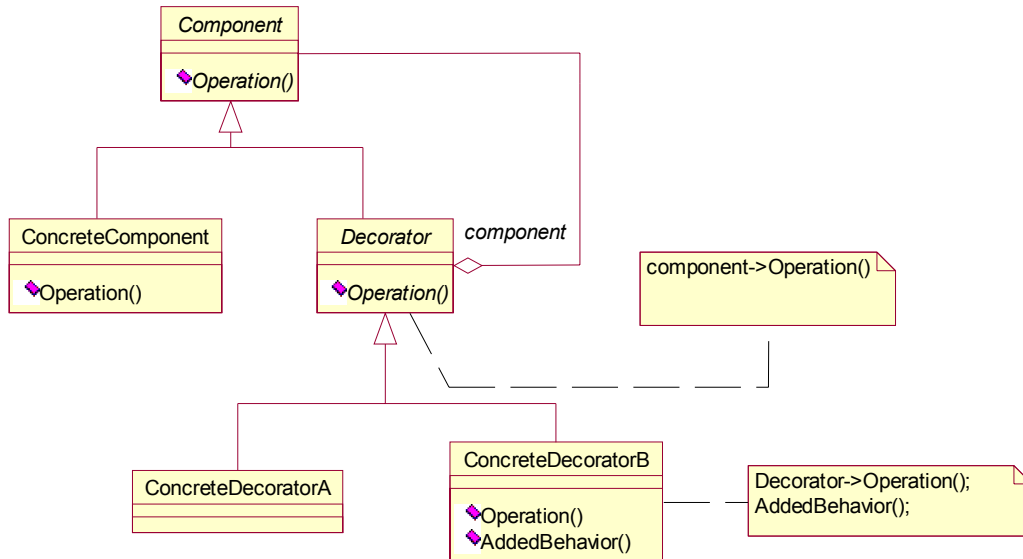 Component
Operation()
ConcreteComponent
Operation()
Decorator
Operation()
component
component->Operation()
ConcreteDecoratorA
ConcreteDecoratorB
Operation()
AddedBehavior()
Decorator->Operation();
AddedBehavior();